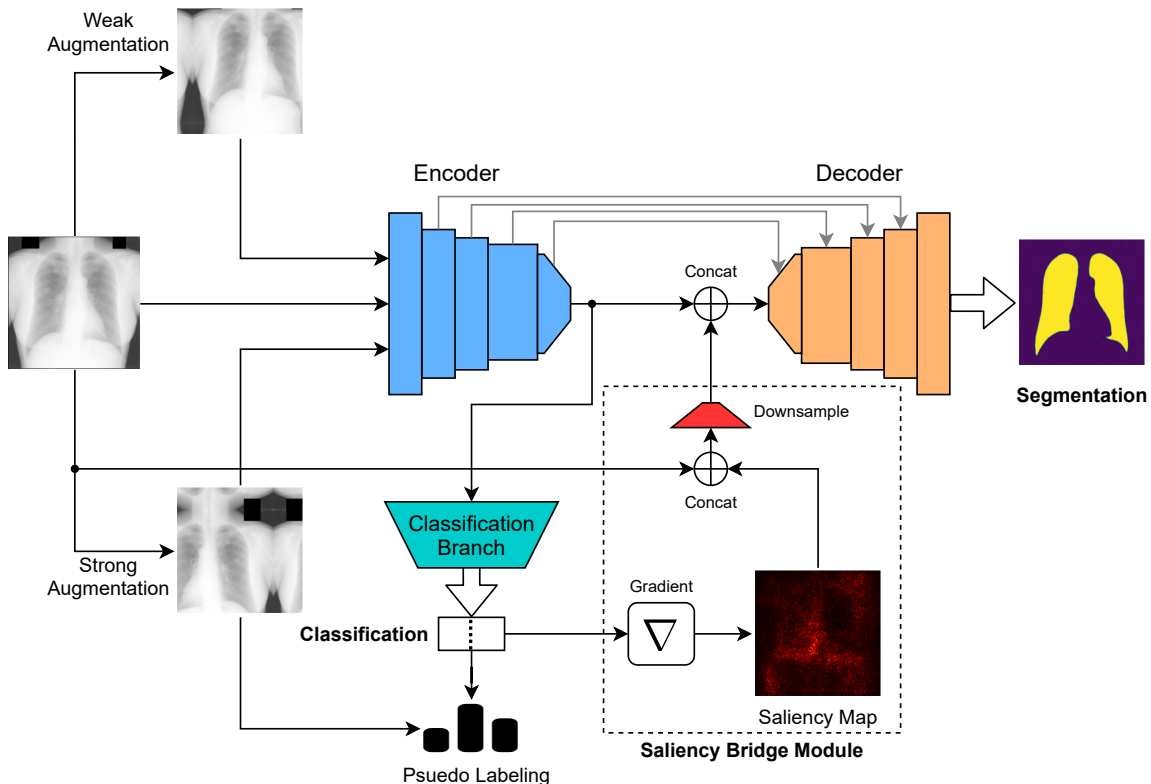 Weak
Augmentation
Encoder
Decoder
Concat
Segmentation
Downsample
Concat
Classification
Branch
Strong
Augmentation
Gradient
∇
Classification
Saliency Map
Saliency Bridge Module
Psuedo Labeling